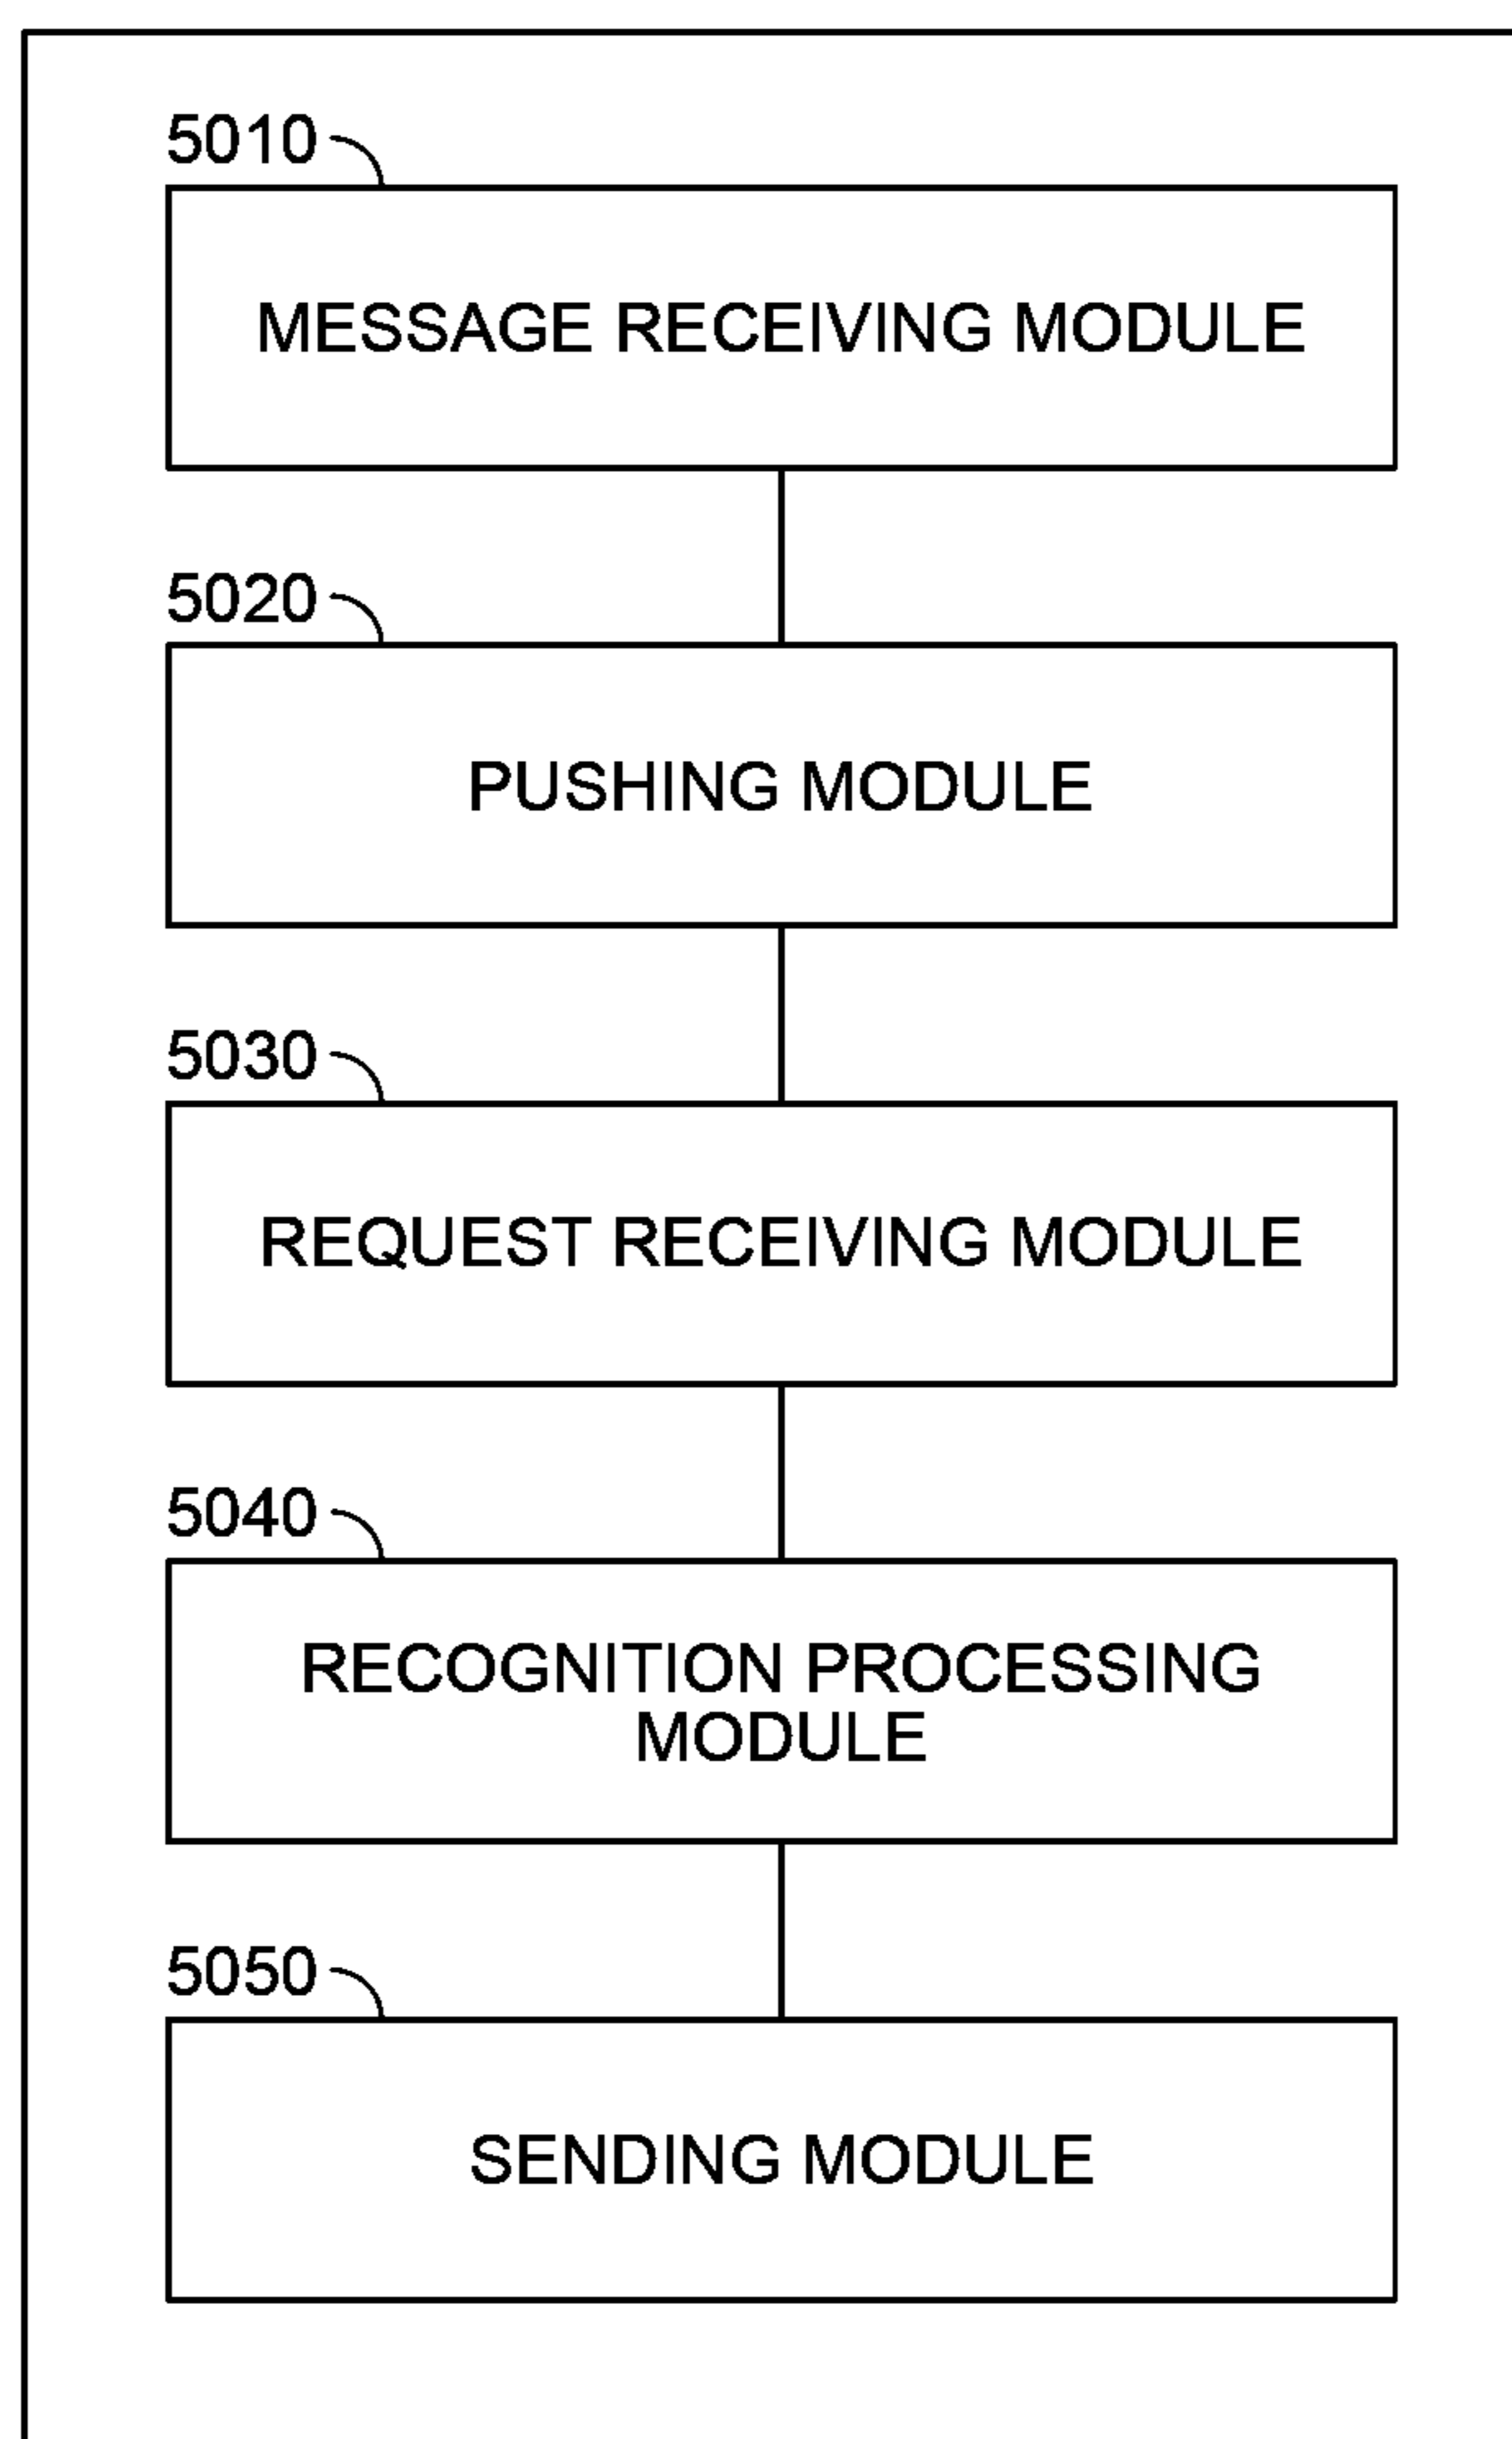 5010
MESSAGE RECEIVING MODULE
5020
PUSHING MODULE
5030
REQUEST RECEIVING MODULE
5040
RECOGNITION PROCESSING
MODULE
5050
SENDING MODULE